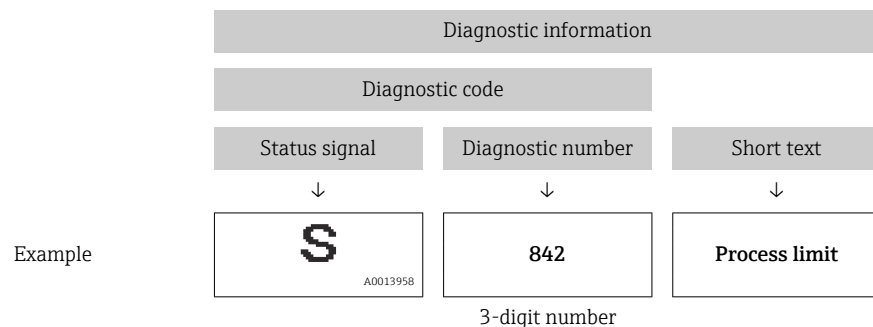 Diagnostic information
Diagnostic code
Status signal Diagnostic number Short text
↓ ↓ ↓
Example S 842 Process limit
A0013958
3-digit number